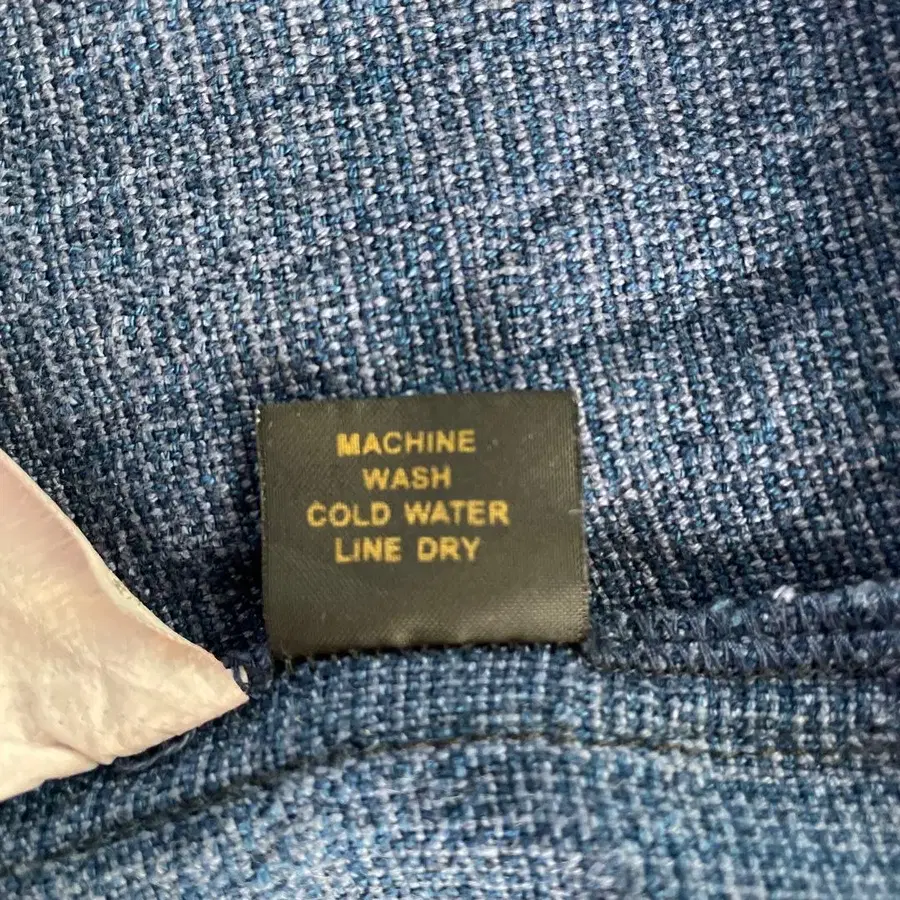 MACHINE
WASH
COLD WATER
LINE DRY